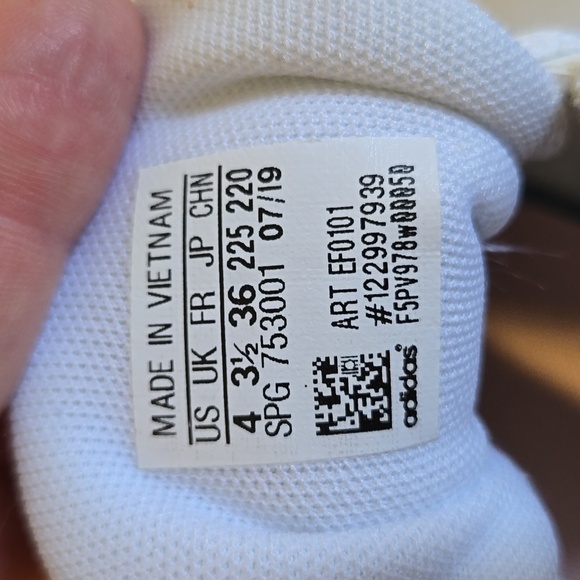 MADE IN VIETNAM
US UK FR JP CHN
4 3½ 36 225 220
SPG 753001 07/19
ART EF0101
#122997939
F5PV978W00050
adidas